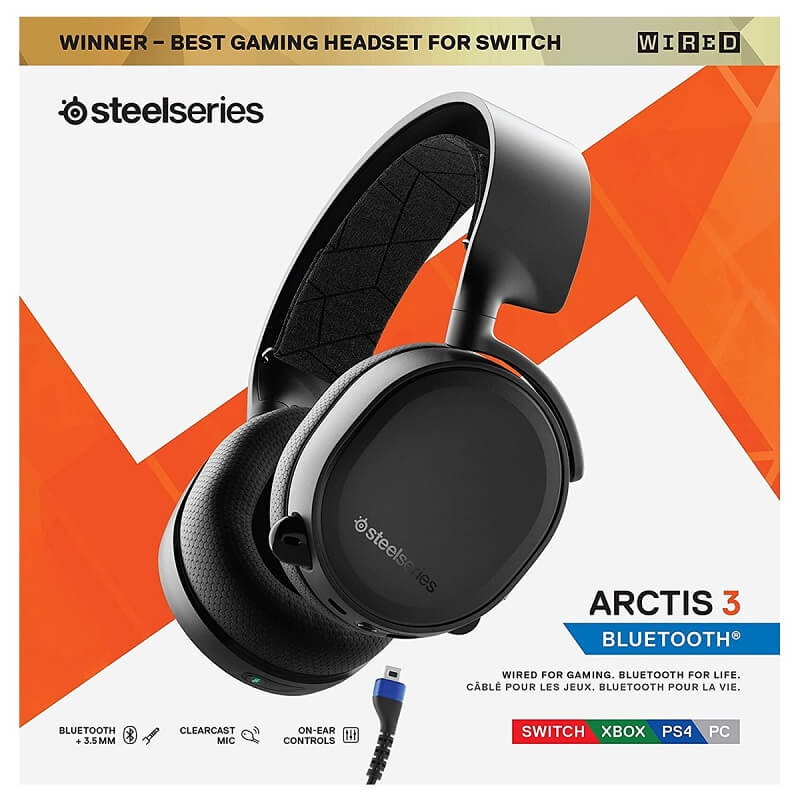 WINNER – BEST GAMING HEADSET FOR SWITCH
WIRED
steelseries
steelseries
ARCTIS 3
BLUETOOTH®
WIRED FOR GAMING. BLUETOOTH FOR LIFE.
CÂBLÉ POUR LES JEUX. BLUETOOTH POUR LA VIE.
BLUETOOTH
+ 3.5MM
CLEARCAST
MIC
ON-EAR
CONTROLS
SWITCH XBOX PS4 PC